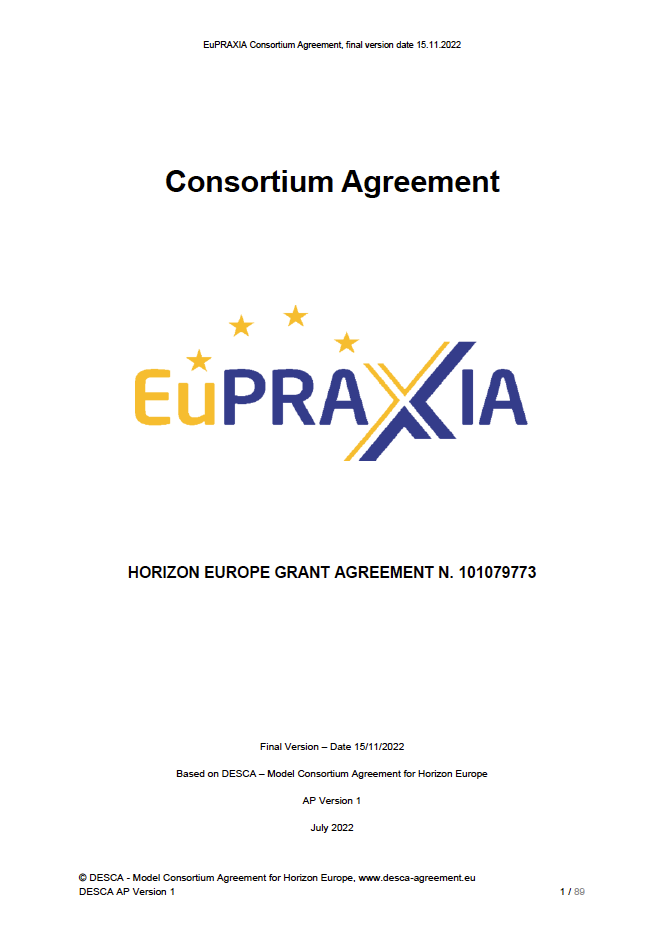 EuPRAXIA Consortium Agreement, final version date 15.11.2022
Consortium Agreement
EuPRAXIA
HORIZON EUROPE GRANT AGREEMENT N. 101079773
Final Version – Date 15/11/2022
Based on DESCA – Model Consortium Agreement for Horizon Europe
AP Version 1
July 2022
© DESCA - Model Consortium Agreement for Horizon Europe, www.desca-agreement.eu
DESCA AP Version 1 1 / 89